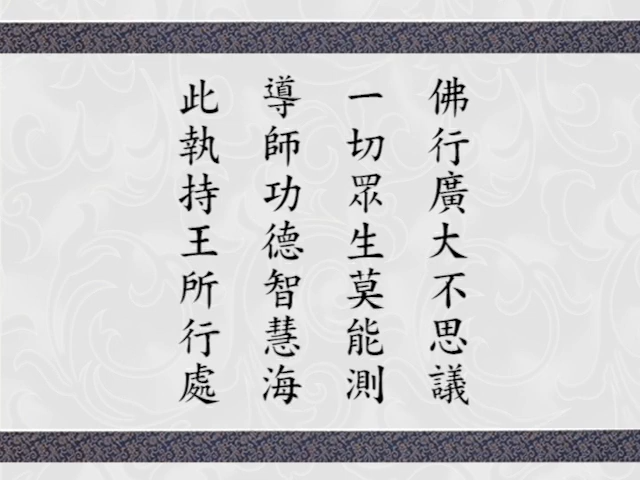 佛行廣大不思議
一切眾生莫能測
導師功德智慧海
此執持王所行處